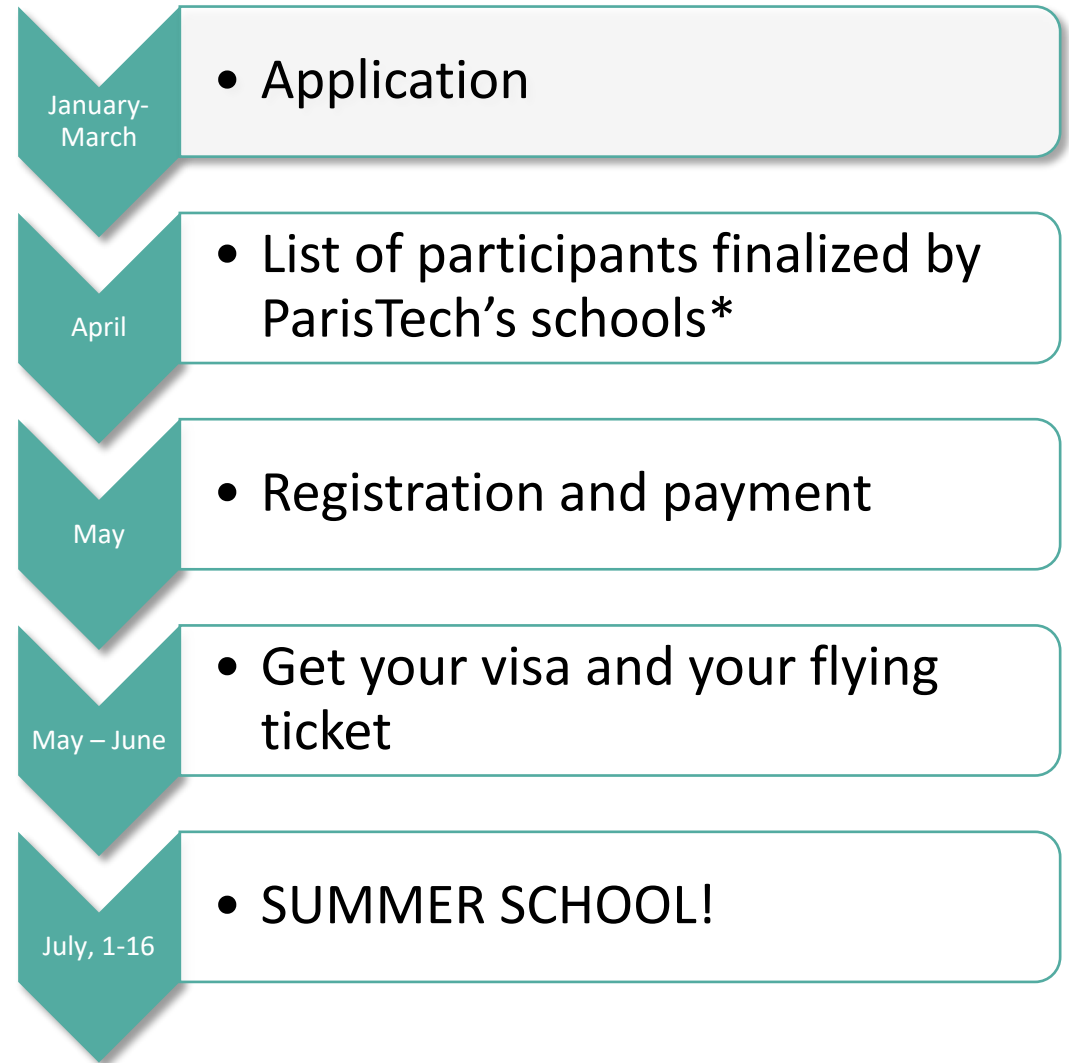 January-
March
• Application
April
• List of participants finalized by
ParisTech’s schools*
May
• Registration and payment
May – June
• Get your visa and your flying
ticket
July, 1-16
• SUMMER SCHOOL!